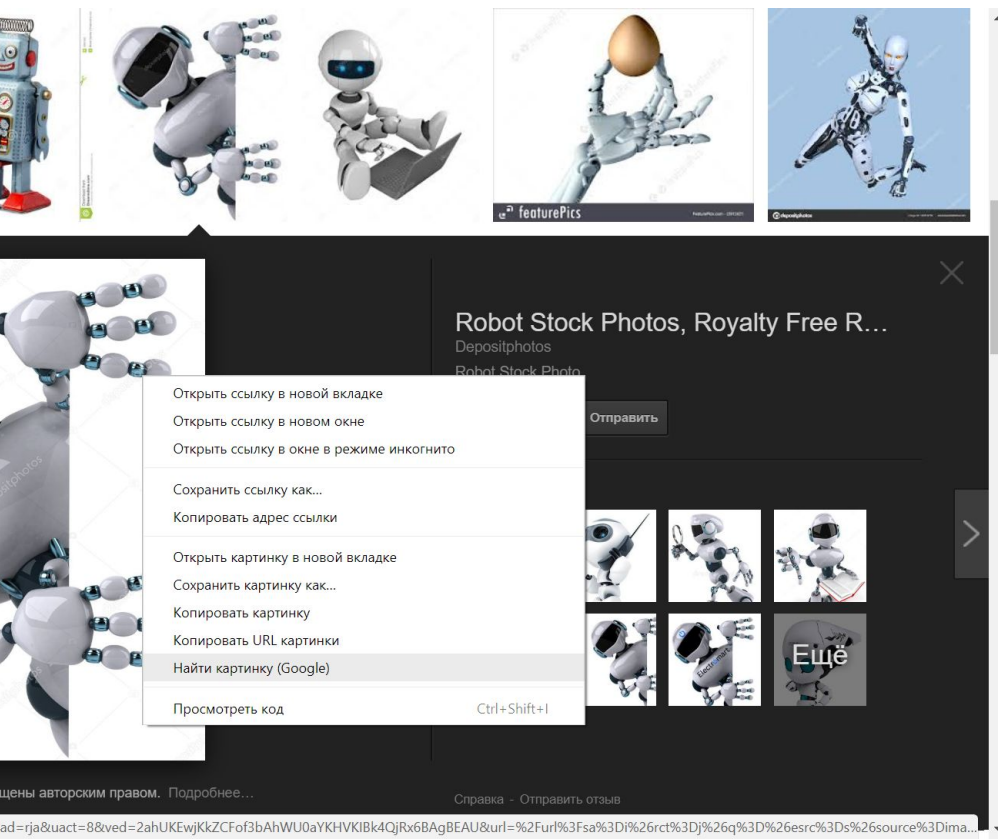 featurePics
depositphotos
Robot Stock Photos, Royalty Free R…
Depositphotos
Robot Stock Photo
Открыть ссылку в новой вкладке
Открыть ссылку в новом окне
Открыть ссылку в окне в режиме инкогнито
Сохранить ссылку как...
Копировать адрес ссылки
Открыть картинку в новой вкладке
Сохранить картинку как...
Копировать картинку
Копировать URL картинки
Найти картинку (Google)
Просмотреть код Ctrl+Shift+I
Отправить
Ещё
щены авторским правом. Подробнее…
Справка - Отправить отзыв
ad=rja&uact=8&ved=2ahUKEwjKkZCFof3bAhWU0aYKHVKIBk4QjRx6BAgBEAU&url=%2Furl%3Fsa%3Di%26rct%3Dj%26q%3D%26esrc%3Ds%26source%3Dima...